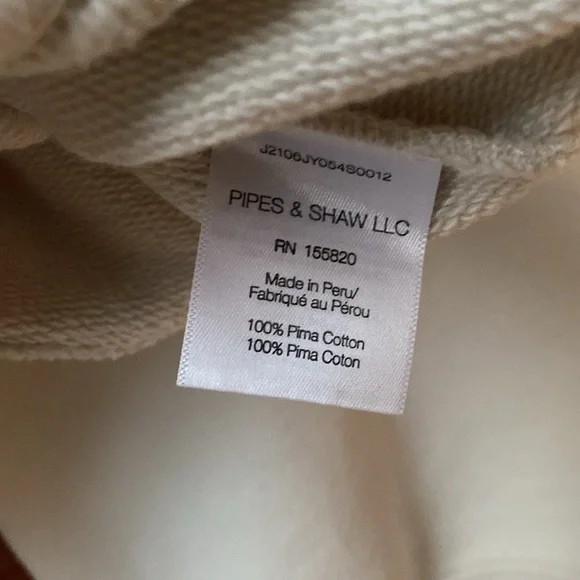 J2106JY054S0012
PIPES & SHAW LLC
RN 155820
Made in Peru/
Fabriqué au Pérou
100% Pima Cotton
100% Pima Coton